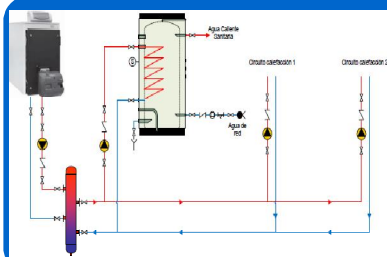 Agua Caliente
Sanitaria
Circuito calefacción 1
Circuito calefacción 2
Agua de
red